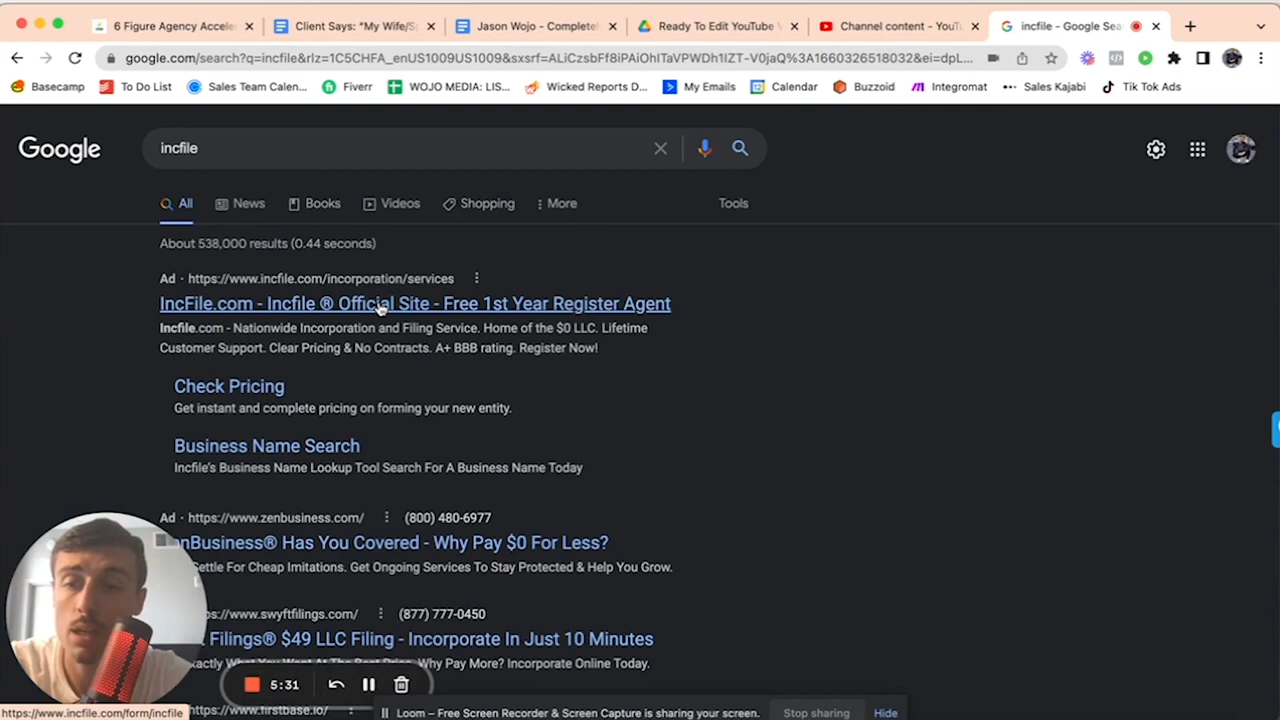 6 Figure Agency Accele
Client Says: "My Wife/S
Jason Wojo - Complete
Ready To Edit YouTube V
Channel content - YouT
incfile - Google Sea
google.com/search?q=incfile&rlz=1C5CHFA_enUS1009US1009&sxsrf=ALiCzsbFf8iPAiOhITaVPWDh1IZT-V0jaQ%3A1660326518032&ei=dpL...
Basecamp
To Do List
Sales Team Calen...
Fiverr
WOJO MEDIA: LIS...
Wicked Reports D...
My Emails
Calendar
Buzzoid
Integromat
Sales Kajabi
Tik Tok Ads
Google
incfile
All
News
Books
Videos
Shopping
More
Tools
About 538,000 results (0.44 seconds)
Ad · https://www.incfile.com/incorporation/services
IncFile.com - Incfile ® Official Site - Free 1st Year Register Agent
Incfile.com - Nationwide Incorporation and Filing Service. Home of the $0 LLC. Lifetime
Customer Support. Clear Pricing & No Contracts. A+ BBB rating. Register Now!
Check Pricing
Get instant and complete pricing on forming your new entity.
Business Name Search
Incfile's Business Name Lookup Tool Search For A Business Name Today
Ad · https://www.zenbusiness.com/ (800) 480-6977
nBusiness® Has You Covered - Why Pay $0 For Less?
Settle For Cheap Imitations. Get Ongoing Services To Stay Protected & Help You Grow.
www.swyftfilings.com/ (877) 777-0450
Filings® $49 LLC Filing - Incorporate In Just 10 Minutes
xactly What You Want At The Best Price. Why Pay More? Incorporate Online Today.
5:31
https://www.firstbase.io/
https://www.incfile.com/form/incfile
Loom – Free Screen Recorder & Screen Capture is sharing your screen.
Stop sharing
Hide